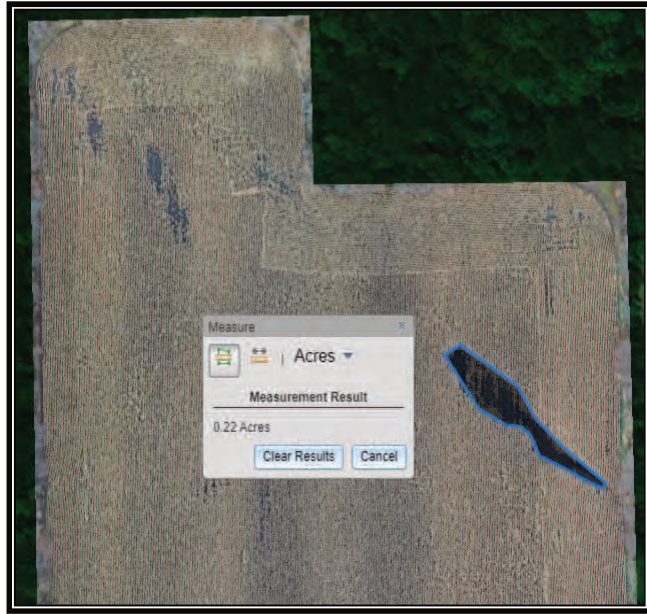 Measure
| Acres
Measurement Result
0.22 Acres
Clear Results Cancel